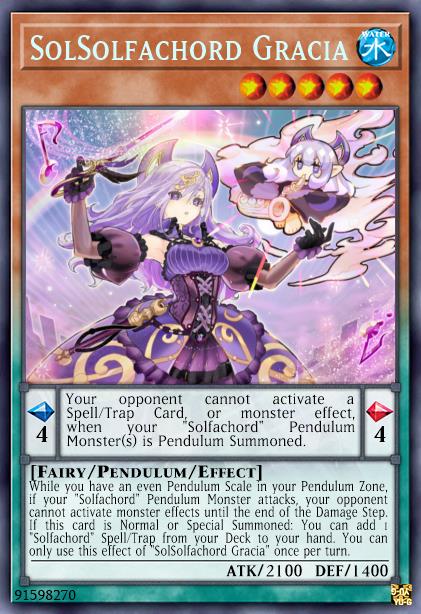 SolSolfachord Gracia
WATER
水
Your opponent cannot activate a
Spell/Trap Card, or monster effect,
when your "Solfachord" Pendulum
Monster(s) is Pendulum Summoned.
4
4
[Fairy/Pendulum/Effect]
While you have an even Pendulum Scale in your Pendulum Zone,
if your "Solfachord" Pendulum Monster attacks, your opponent
cannot activate monster effects until the end of the Damage Step.
If this card is Normal or Special Summoned: You can add 1
"Solfachord" Spell/Trap from your Deck to your hand. You can
only use this effect of "SolSolfachord Gracia" once per turn.
ATK/2100 DEF/1400
91598270